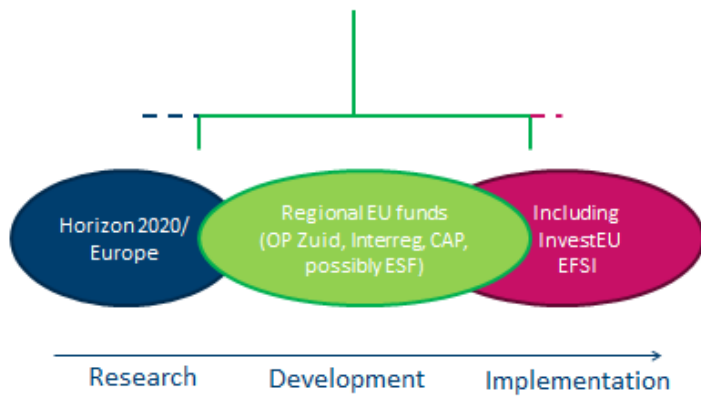 Horizon 2020/
Europe
Regional EU funds
(OP Zuid, Interreg, CAP,
possibly ESF)
Including
InvestEU
EFSI
Research
Development
Implementation